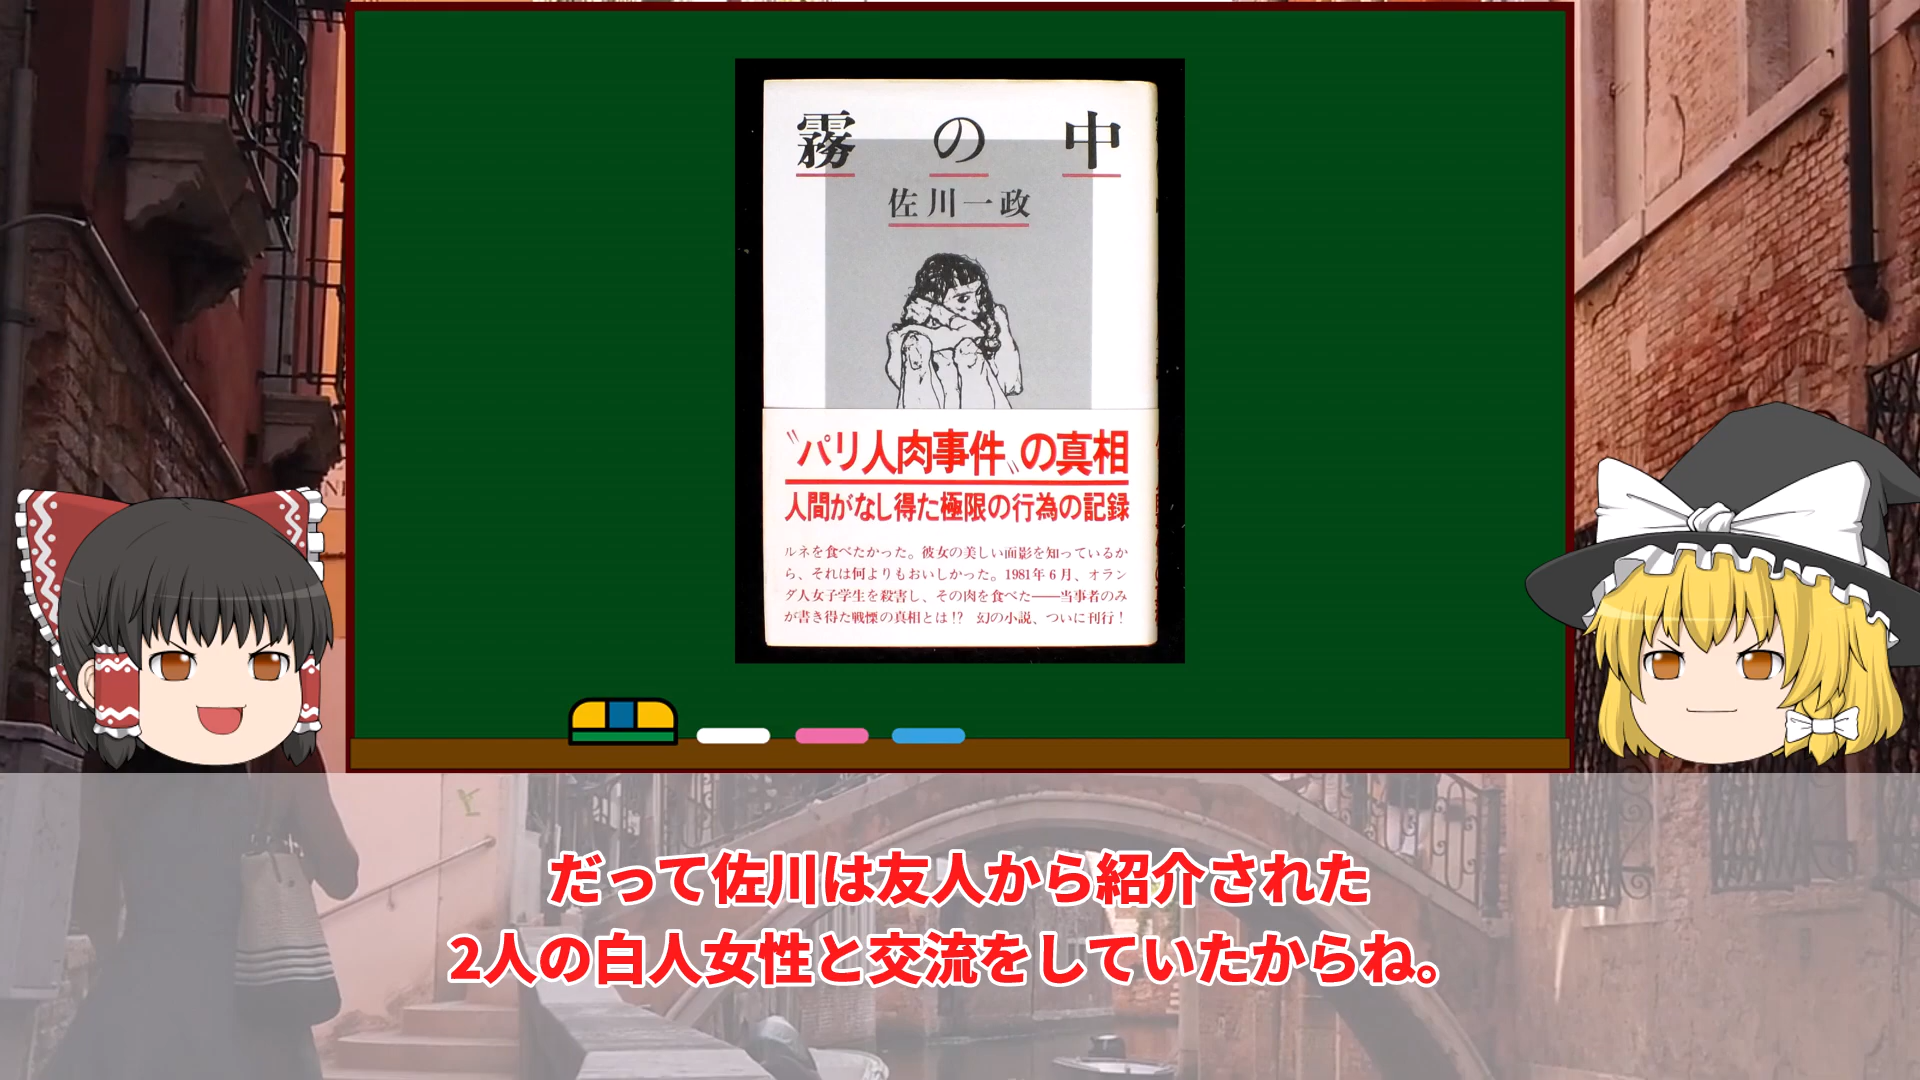 霧の中
佐川一政
〝パリ人肉事件〟の真相
人間がなし得た極限の行為の記録
ルネを食べたかった。彼女の美しい面影を知っているか
ら、それは何よりもおいしかった。1981年6月、オラン
ダ人女子学生を殺害し、その肉を食べた──当事者のみ
が書き得た戦慄の真相とは!? 幻の小説、ついに刊行!
だって佐川は友人から紹介された
2人の白人女性と交流をしていたからね。